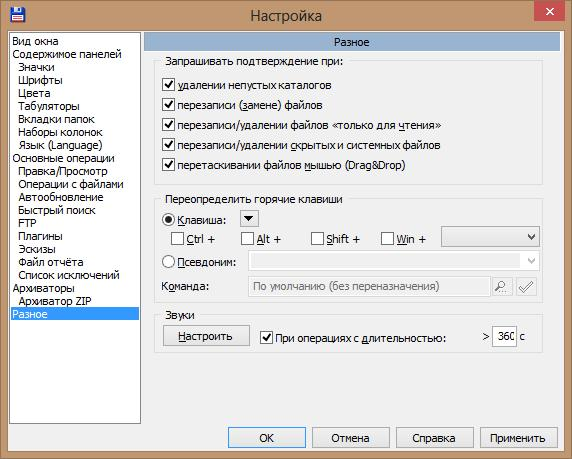 Настройка
Вид окна
Содержимое панелей
Значки
Шрифты
Цвета
Табуляторы
Вкладки папок
Наборы колонок
Язык (Language)
Основные операции
Правка/Просмотр
Операции с файлами
Автообновление
Быстрый поиск
FTP
Плагины
Эскизы
Файл отчёта
Список исключений
Архиваторы
Архиватор ZIP
Разное
Разное
Запрашивать подтверждение при:
удалении непустых каталогов
перезаписи (замене) файлов
перезаписи/удалении файлов «только для чтения»
перезаписи/удалении скрытых и системных файлов
перетаскивании файлов мышью (Drag&Drop)
Переопределить горячие клавиши
Клавиша:
Ctrl + Alt + Shift + Win +
Псевдоним:
Команда: По умолчанию (без переназначения)
Звуки
Настроить При операциях с длительностью: > 360 с
OK Отмена Справка Применить